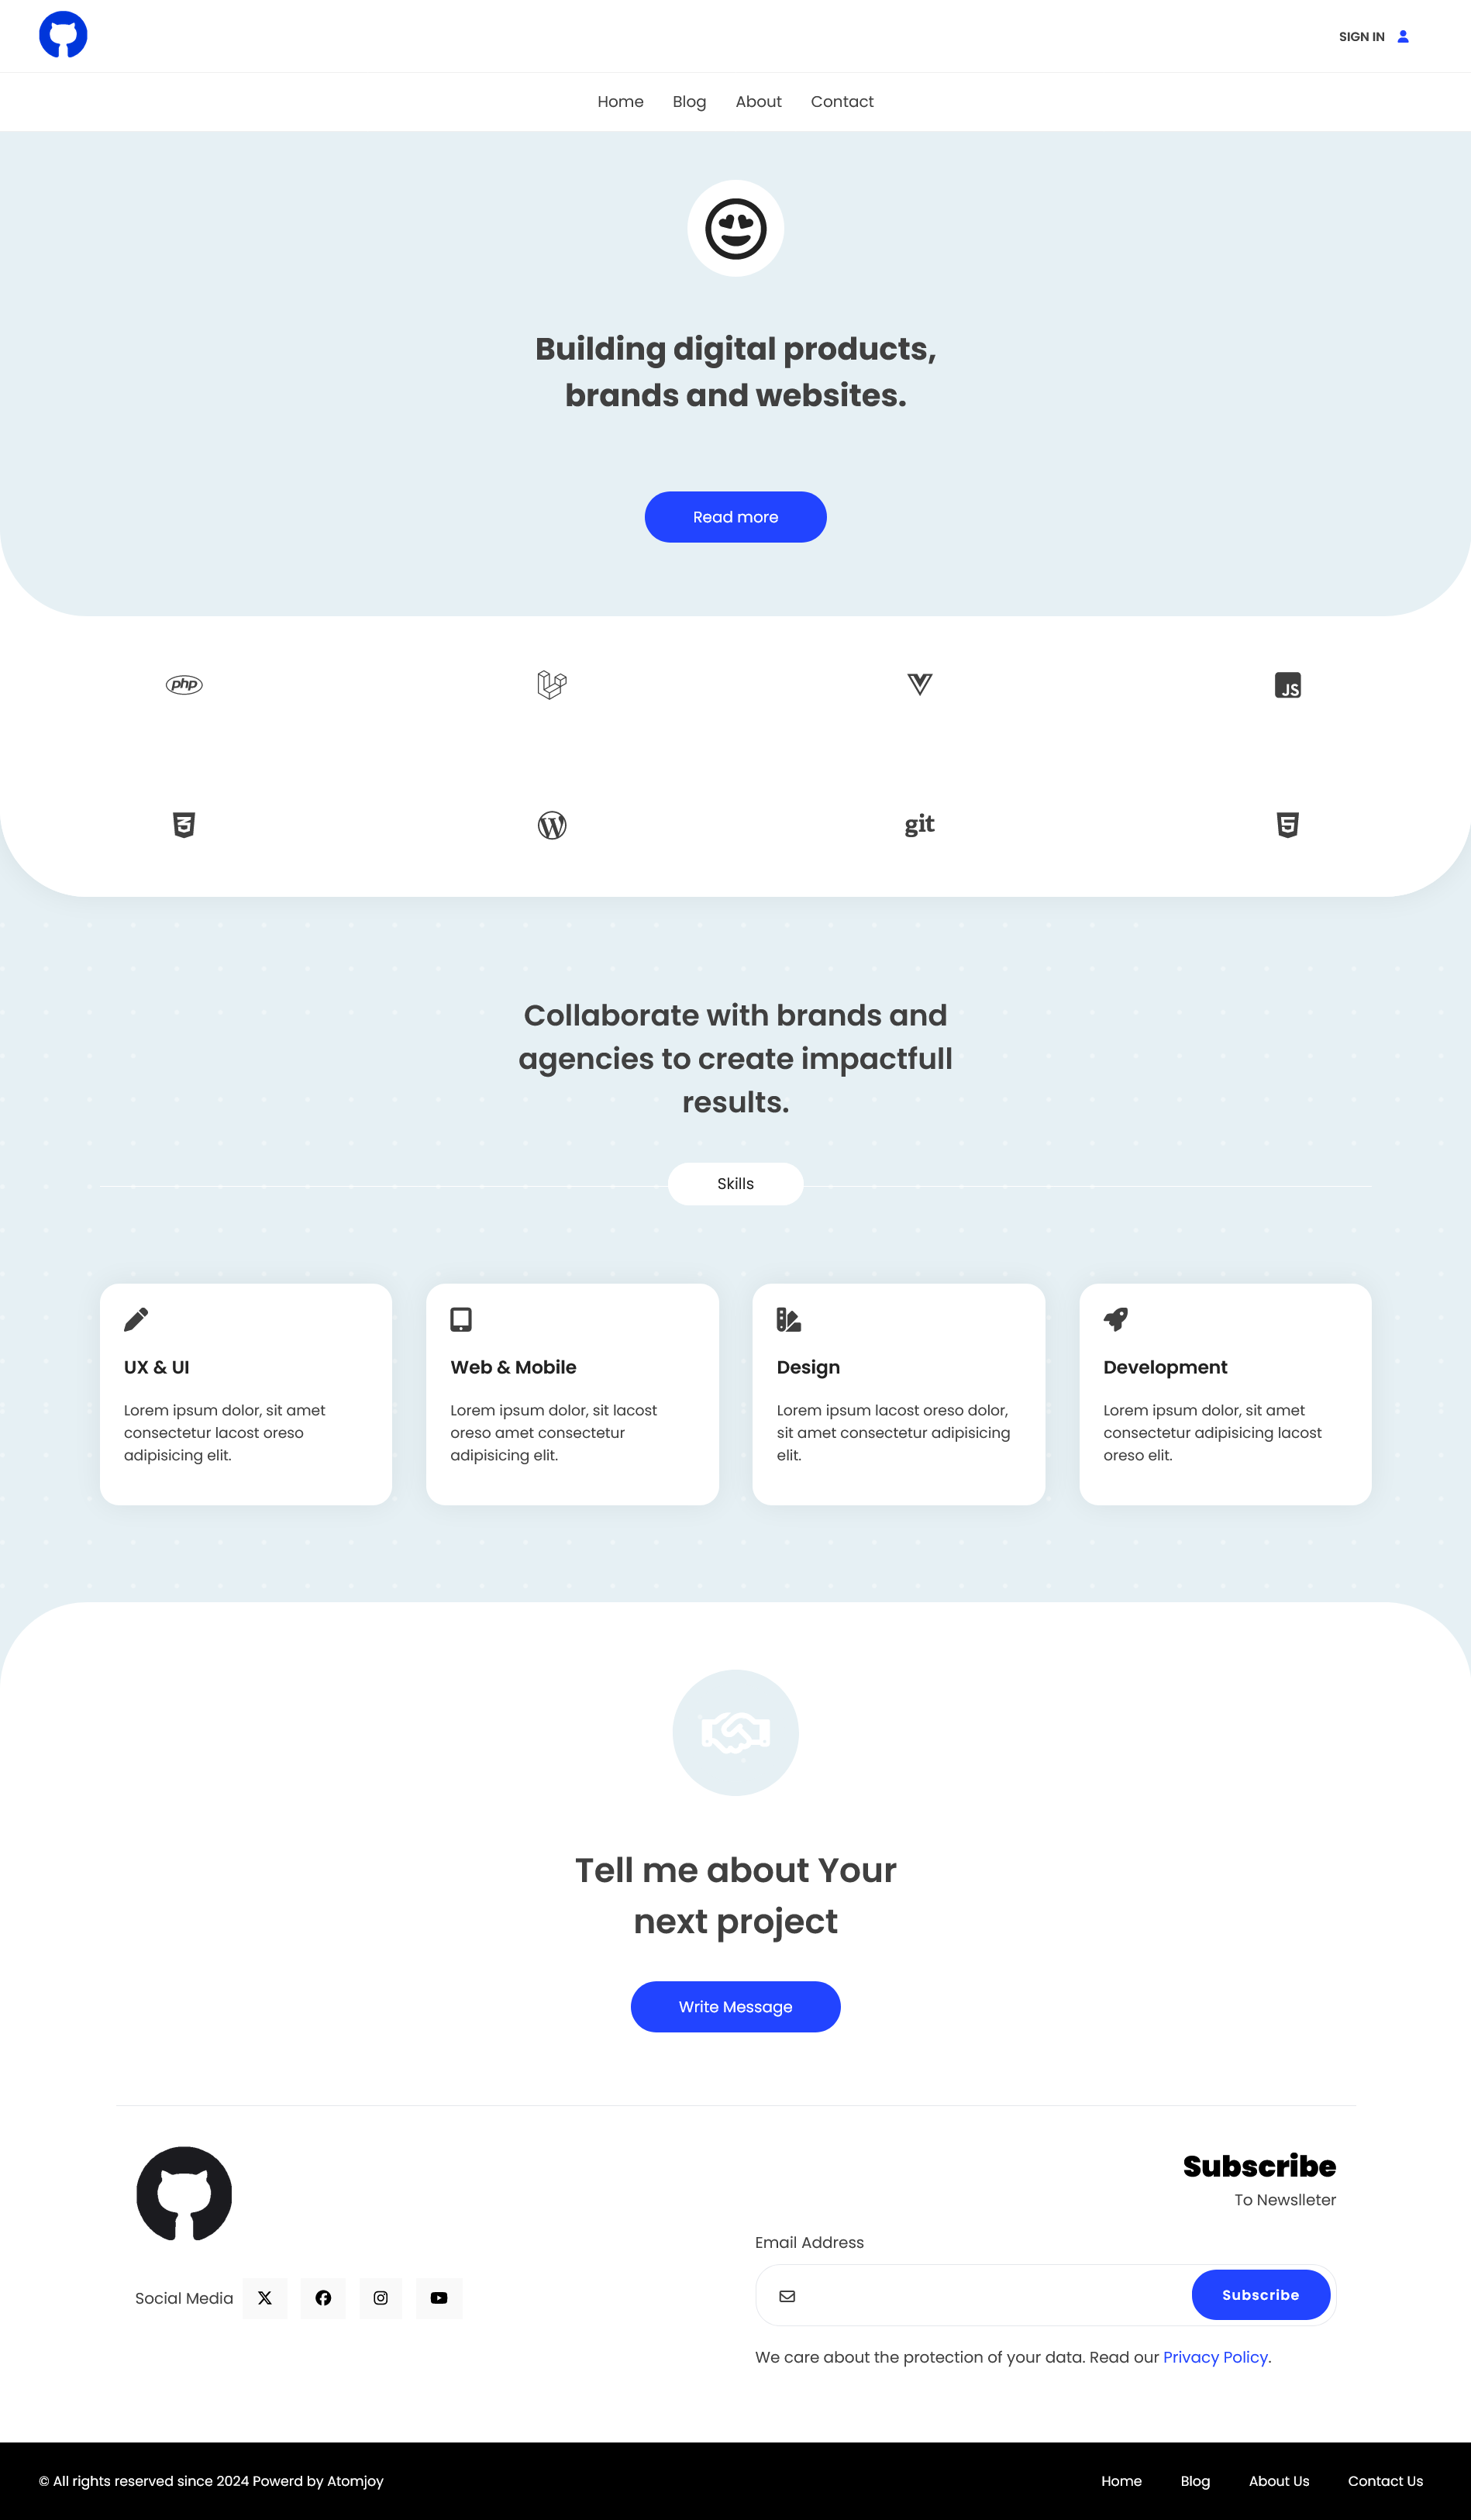 SIGN IN
Home Blog About Contact
Building digital products,
brands and websites.
Read more
php
JS
git
Collaborate with brands and
agencies to create impactfull
results.
Skills
UX & UI
Lorem ipsum dolor, sit amet
consectetur lacost oreso
adipisicing elit.
Web & Mobile
Lorem ipsum dolor, sit lacost
oreso amet consectetur
adipisicing elit.
Design
Lorem ipsum lacost oreso dolor,
sit amet consectetur adipisicing
elit.
Development
Lorem ipsum dolor, sit amet
consectetur adipisicing lacost
oreso elit.
Tell me about Your
next project
Write Message
Social Media
Subscribe
To Newslleter
Email Address
Subscribe
We care about the protection of your data. Read our Privacy Policy.
© All rights reserved since 2024 Powerd by Atomjoy
Home Blog About Us Contact Us